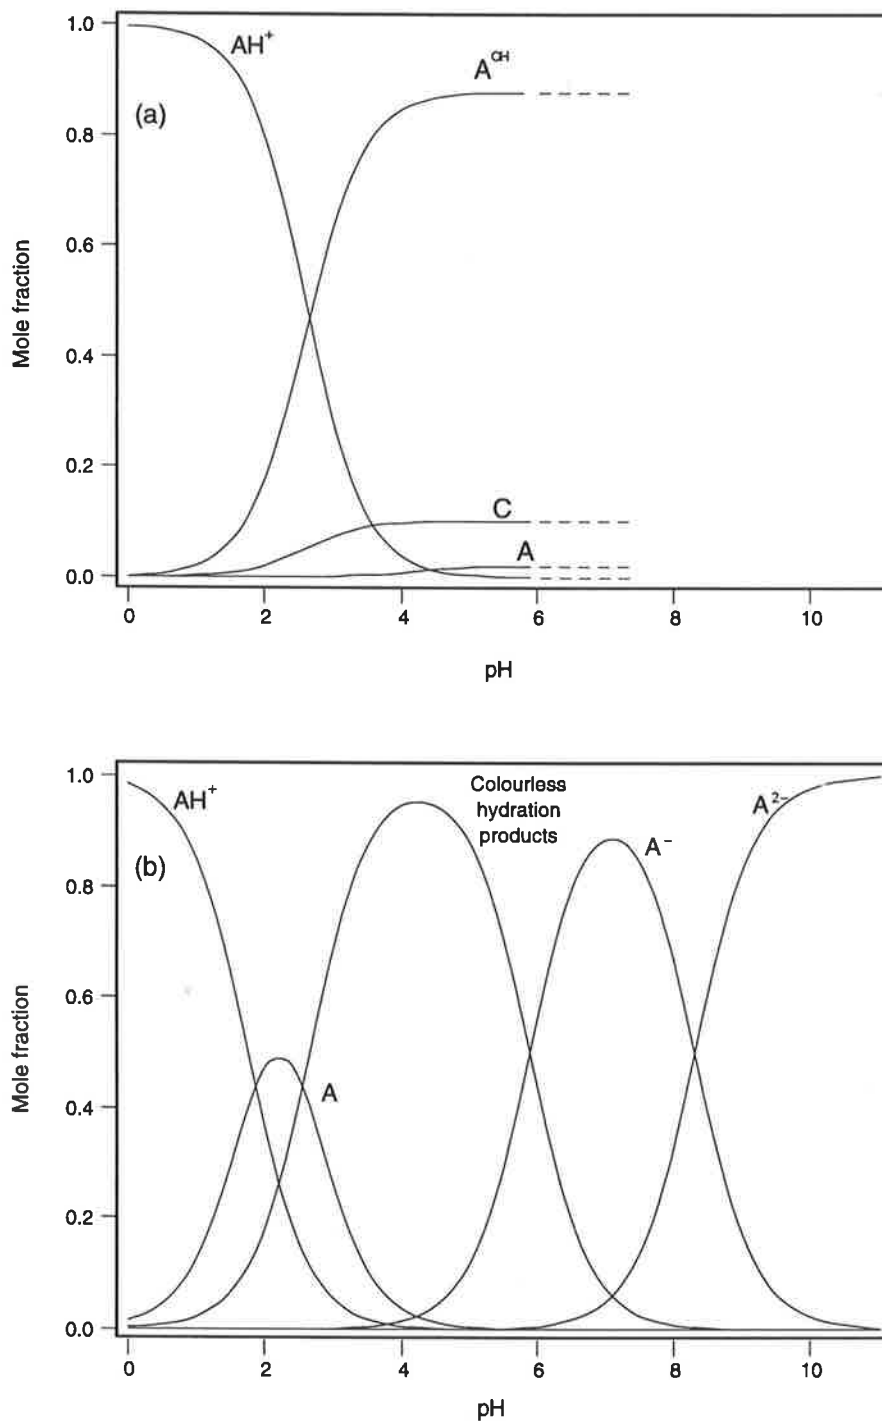 1.0
AH⁺
A^OH
(a)
0.8
0.6
Mole fraction
0.4
0.2
C
A
0.0
0 2 4 6 8 10
pH
1.0
AH⁺
Colourless
hydration
products
A²⁻
A⁻
(b)
0.8
0.6
Mole fraction
0.4
A
0.2
0.0
0 2 4 6 8 10
pH